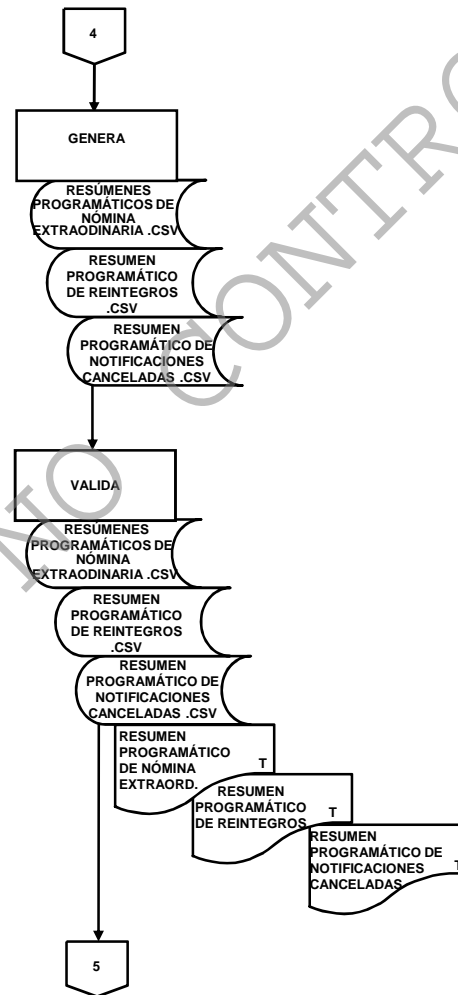 4
GENERA
RESÚMENES
PROGRAMÁTICOS DE
NÓMINA
EXTRAODINARIA .CSV
RESUMEN
PROGRAMÁTICO
DE REINTEGROS
.CSV
RESUMEN
PROGRAMÁTICO DE
NOTIFICACIONES
CANCELADAS .CSV
VALIDA
RESÚMENES
PROGRAMÁTICOS DE
NÓMINA
EXTRAODINARIA .CSV
RESUMEN
PROGRAMÁTICO
DE REINTEGROS
.CSV
RESUMEN
PROGRAMÁTICO DE
NOTIFICACIONES
CANCELADAS .CSV
RESUMEN
PROGRAMÁTICO
DE NÓMINA
EXTRAORD.
T
RESUMEN
PROGRAMÁTICO
DE REINTEGROS
T
RESUMEN
PROGRAMÁTICO DE
NOTIFICACIONES
CANCELADAS
T
5
NO CONTRO